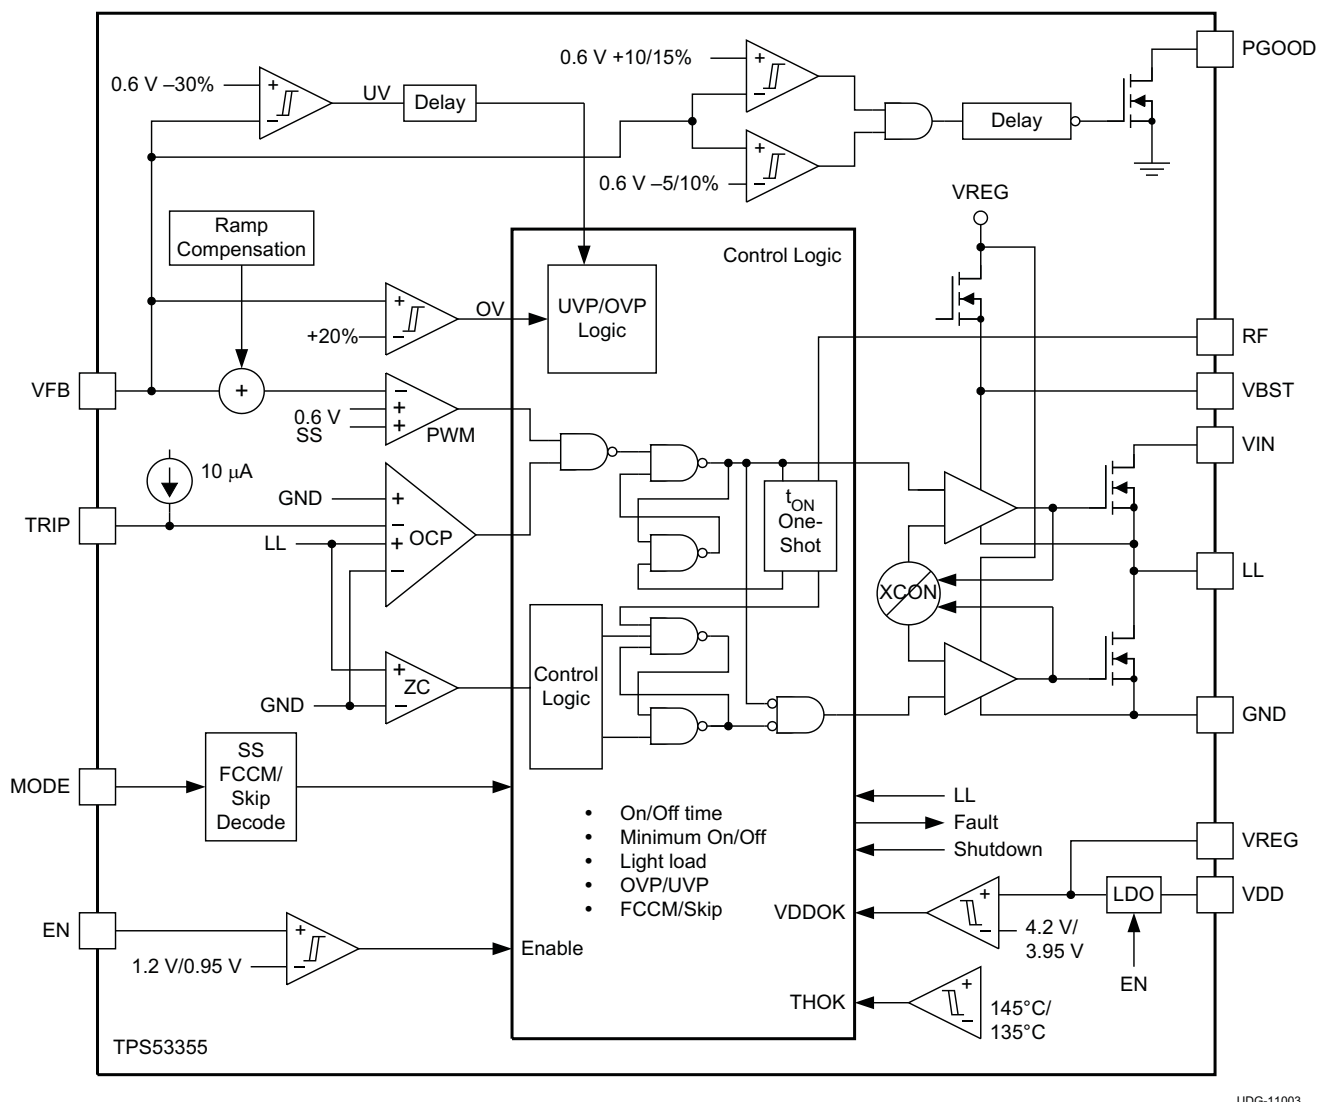 PGOOD
0.6 V +10/15%
0.6 V –30%
+
–
UV
Delay
+
–
Delay
+
–
0.6 V –5/10%
VREG
Ramp
Compensation
Control Logic
UVP/OVP
Logic
+
–
OV
+20%
RF
VFB
+
–
+
+
0.6 V
SS
PWM
VBST
VIN
10 µA
GND
TRIP
LL
+
–
+
–
OCP
tON
One-
Shot
XCON
LL
Control
Logic
+
–
ZC
GND
GND
MODE
SS
FCCM/
Skip
Decode
• On/Off time
• Minimum On/Off
• Light load
• OVP/UVP
• FCCM/Skip
LL
Fault
Shutdown
VREG
VDD
LDO
EN
VDDOK
+
–
4.2 V/
3.95 V
EN
+
–
1.2 V/0.95 V
Enable
THOK
+
–
145°C/
135°C
TPS53355
UDG-11003